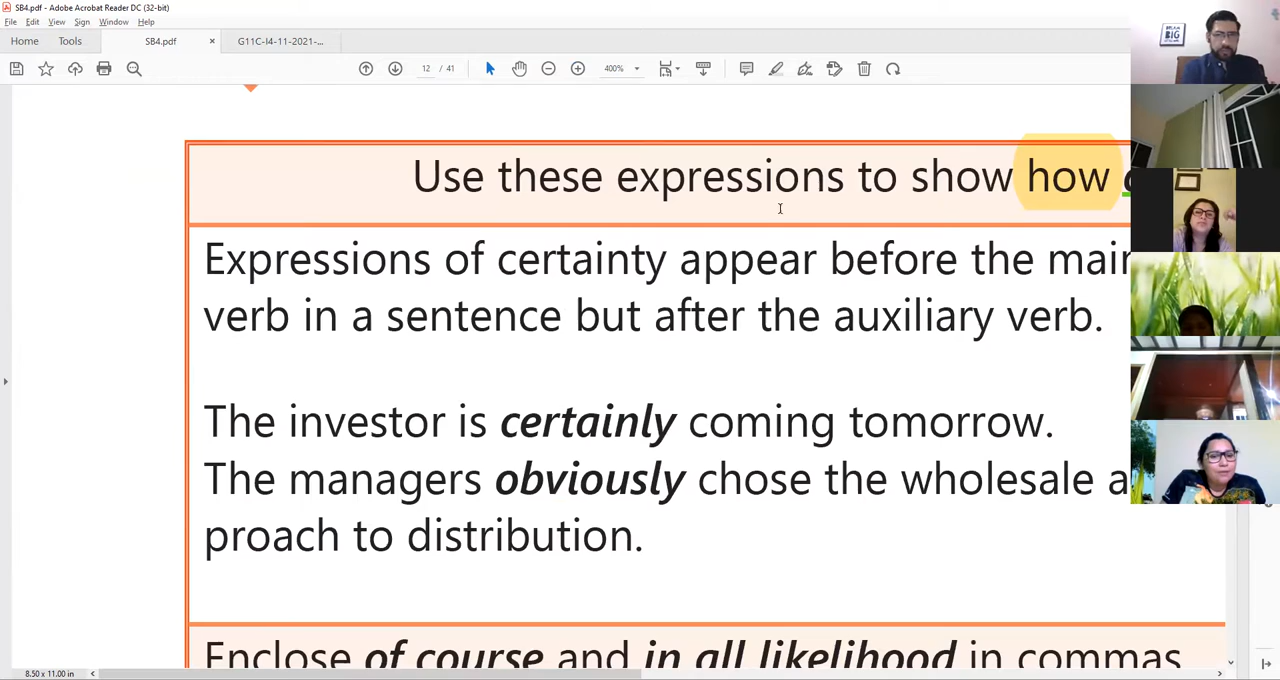 SB4.pdf - Adobe Acrobat Reader DC (32-bit)
File Edit View Sign Window Help
Home Tools SB4.pdf × G11C-I4-11-2021-...
12 / 41 400%
Use these expressions to show how
Expressions of certainty appear before the main
verb in a sentence but after the auxiliary verb.
The investor is certainly coming tomorrow.
The managers obviously chose the wholesale a
proach to distribution.
Enclose of course and in all likelihood in commas
8.50 x 11.00 in
BIG